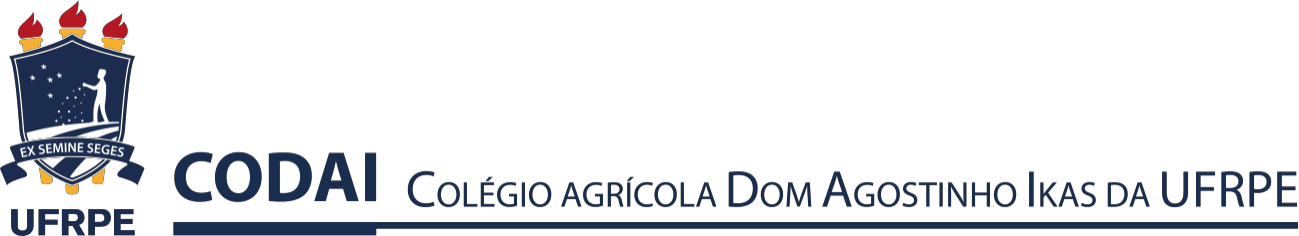 EX SEMINE SEGES
UFRPE
CODAI
COLÉGIO AGRÍCOLA DOM AGOSTINHO IKAS DA UFRPE